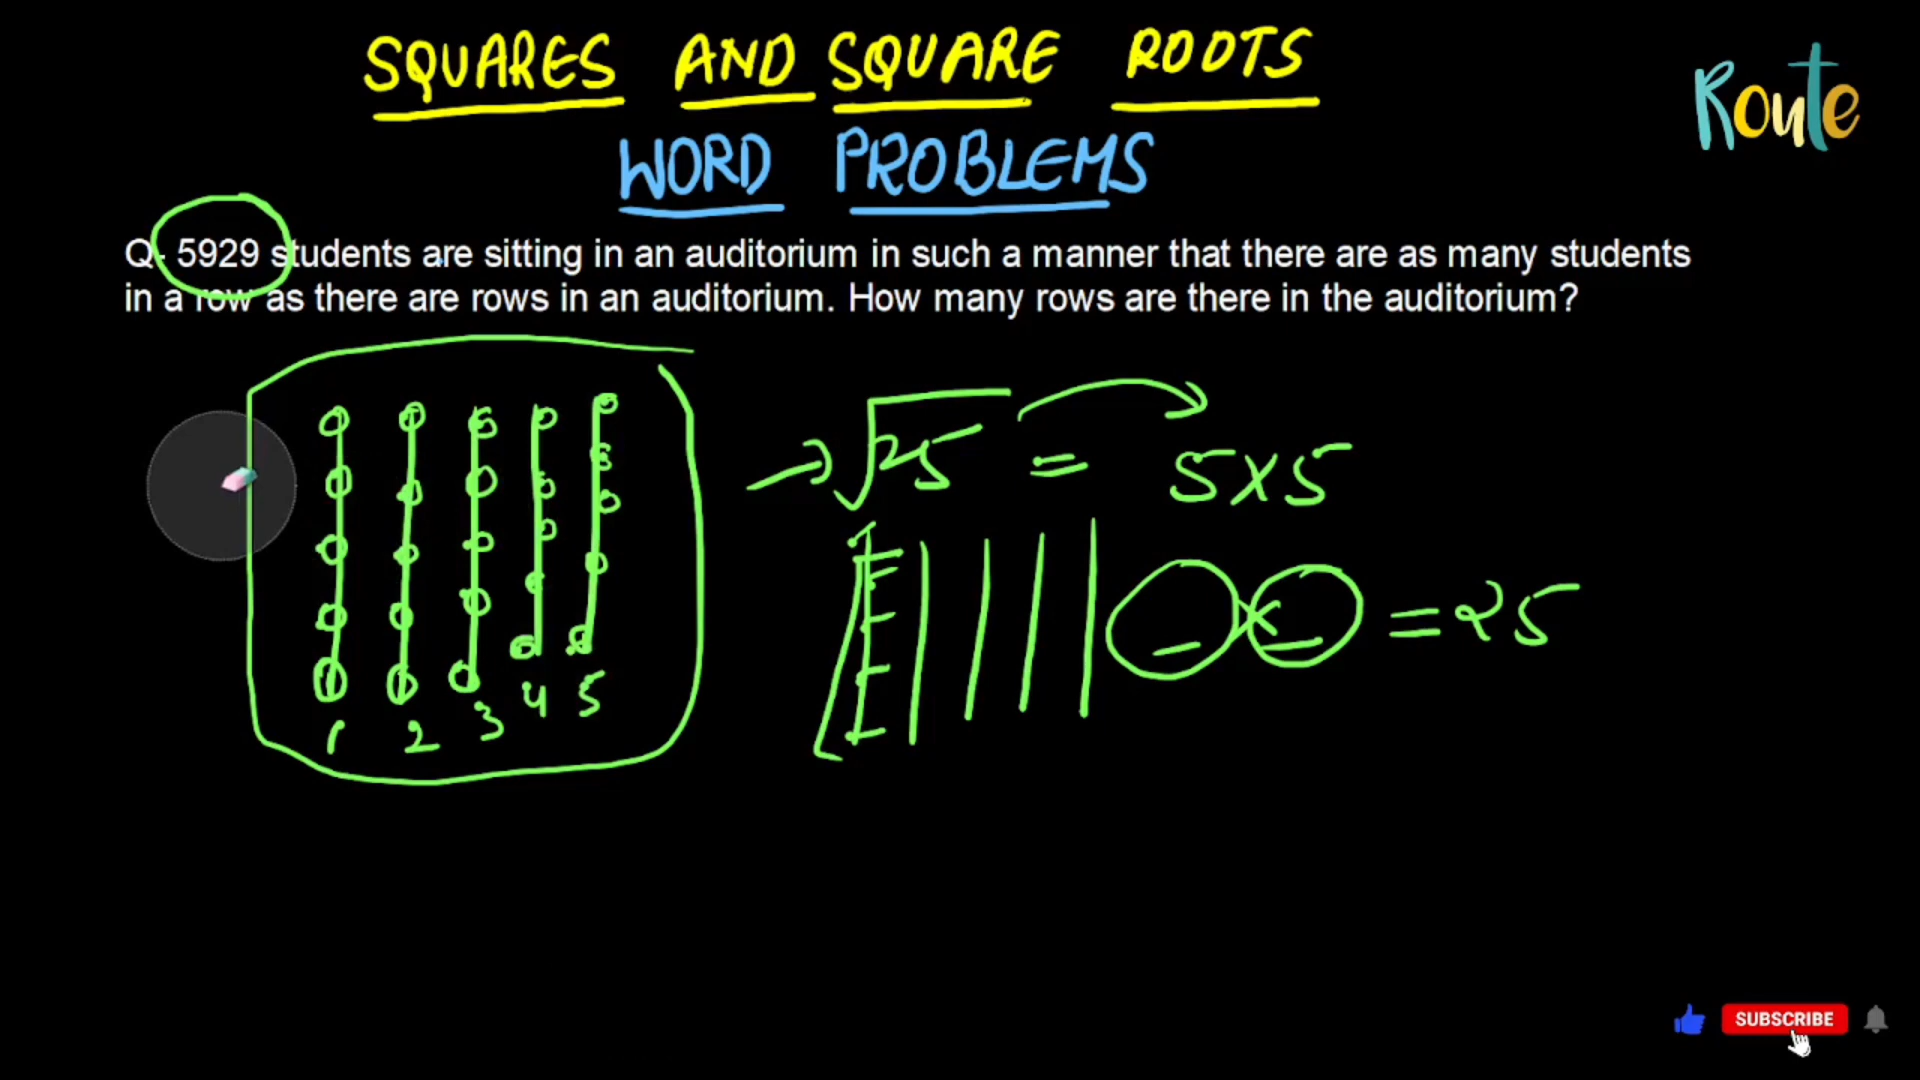 SQUARES AND SQUARE ROOTS
Route
WORD PROBLEMS
Q- 5929 students are sitting in an auditorium in such a manner that there are as many students
in a row as there are rows in an auditorium. How many rows are there in the auditorium?
√25 = 5×5
_ × _ = 25
1 2 3 4 5
SUBSCRIBE